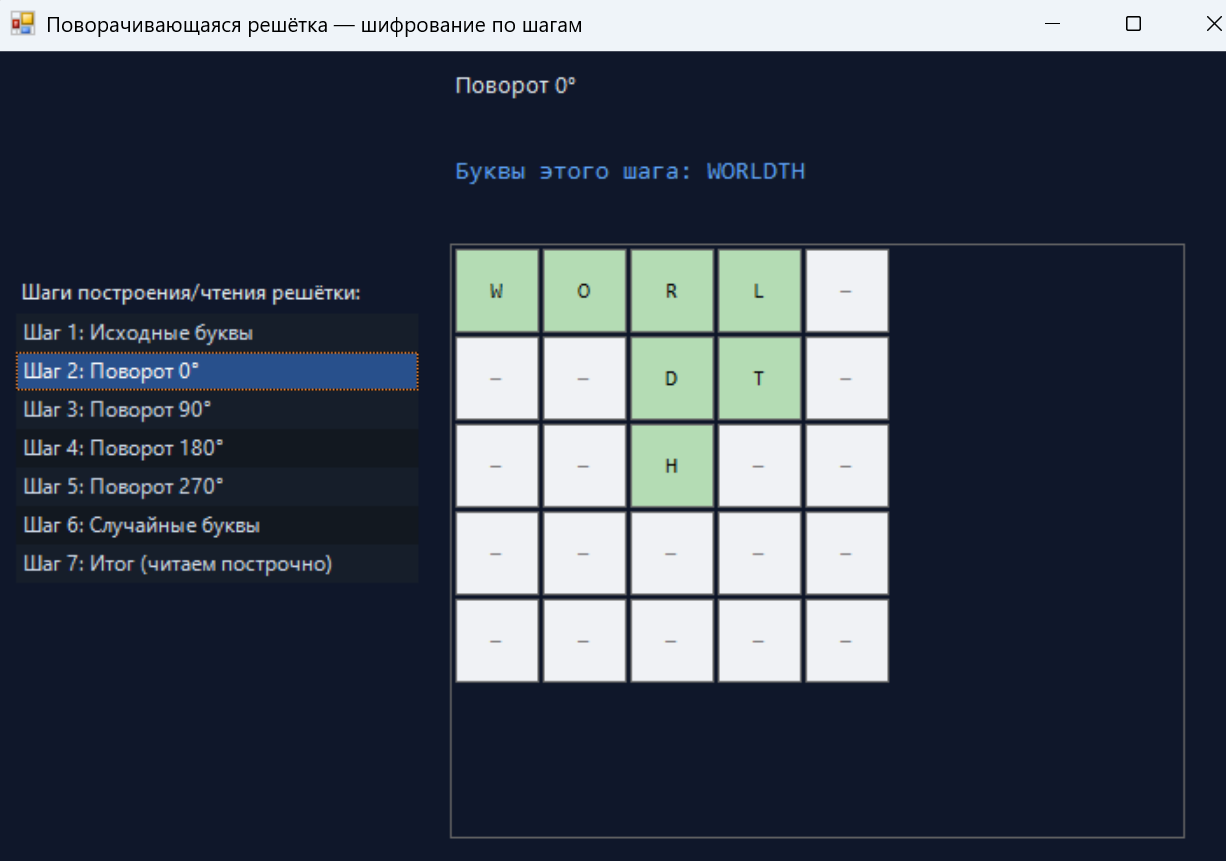 Поворачивающаяся решётка — шифрование по шагам
Поворот 0°
Буквы этого шага: WORLDTH
Шаги построения/чтения решётки:
Шаг 1: Исходные буквы
Шаг 2: Поворот 0°
Шаг 3: Поворот 90°
Шаг 4: Поворот 180°
Шаг 5: Поворот 270°
Шаг 6: Случайные буквы
Шаг 7: Итог (читаем построчно)
W O R L –
– – D T –
– – H – –
– – – – –
– – – – –